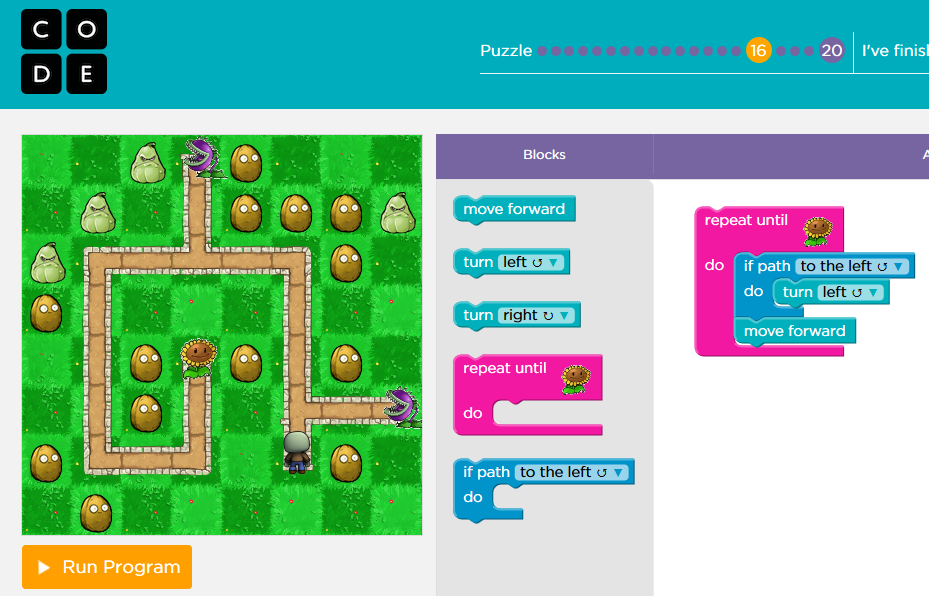 C O
D E
Puzzle 16 20 I've finis
Blocks
A
move forward
turn left ↺ ▼
turn right ↻ ▼
repeat until
do
if path to the left ↺ ▼
do
repeat until
do if path to the left ↺ ▼
do turn left ↺ ▼
move forward
Run Program